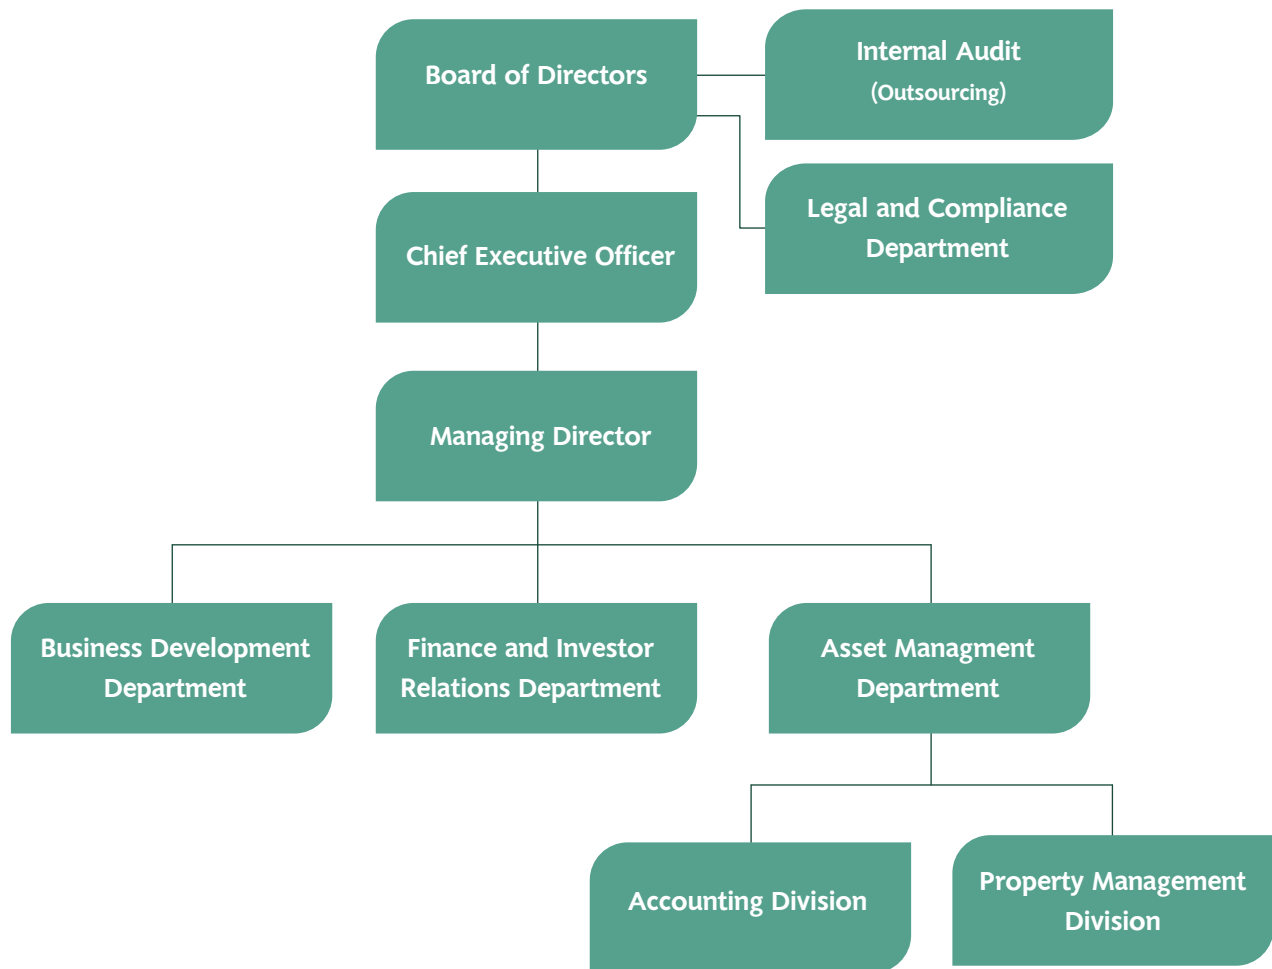 Board of Directors
Internal Audit
(Outsourcing)
Legal and Compliance
Department
Chief Executive Officer
Managing Director
Business Development
Department
Finance and Investor
Relations Department
Asset Managment
Department
Accounting Division
Property Management
Division